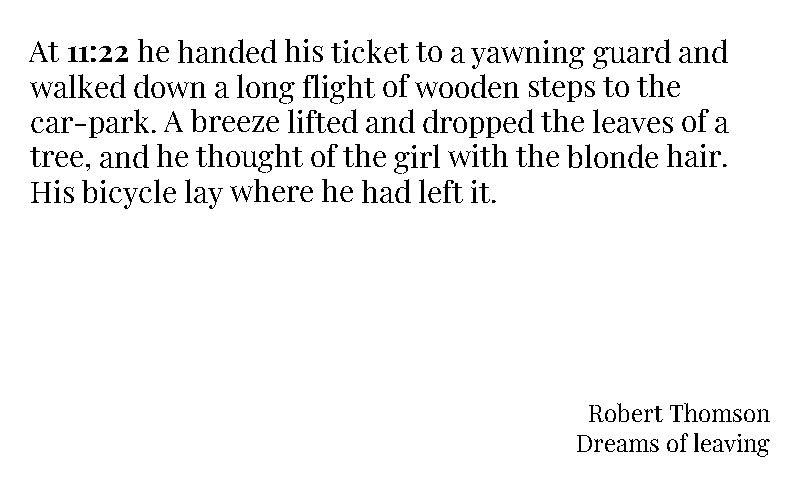 At 11:22 he handed his ticket to a yawning guard and
walked down a long flight of wooden steps to the
car-park. A breeze lifted and dropped the leaves of a
tree, and he thought of the girl with the blonde hair.
His bicycle lay where he had left it.
Robert Thomson
Dreams of leaving